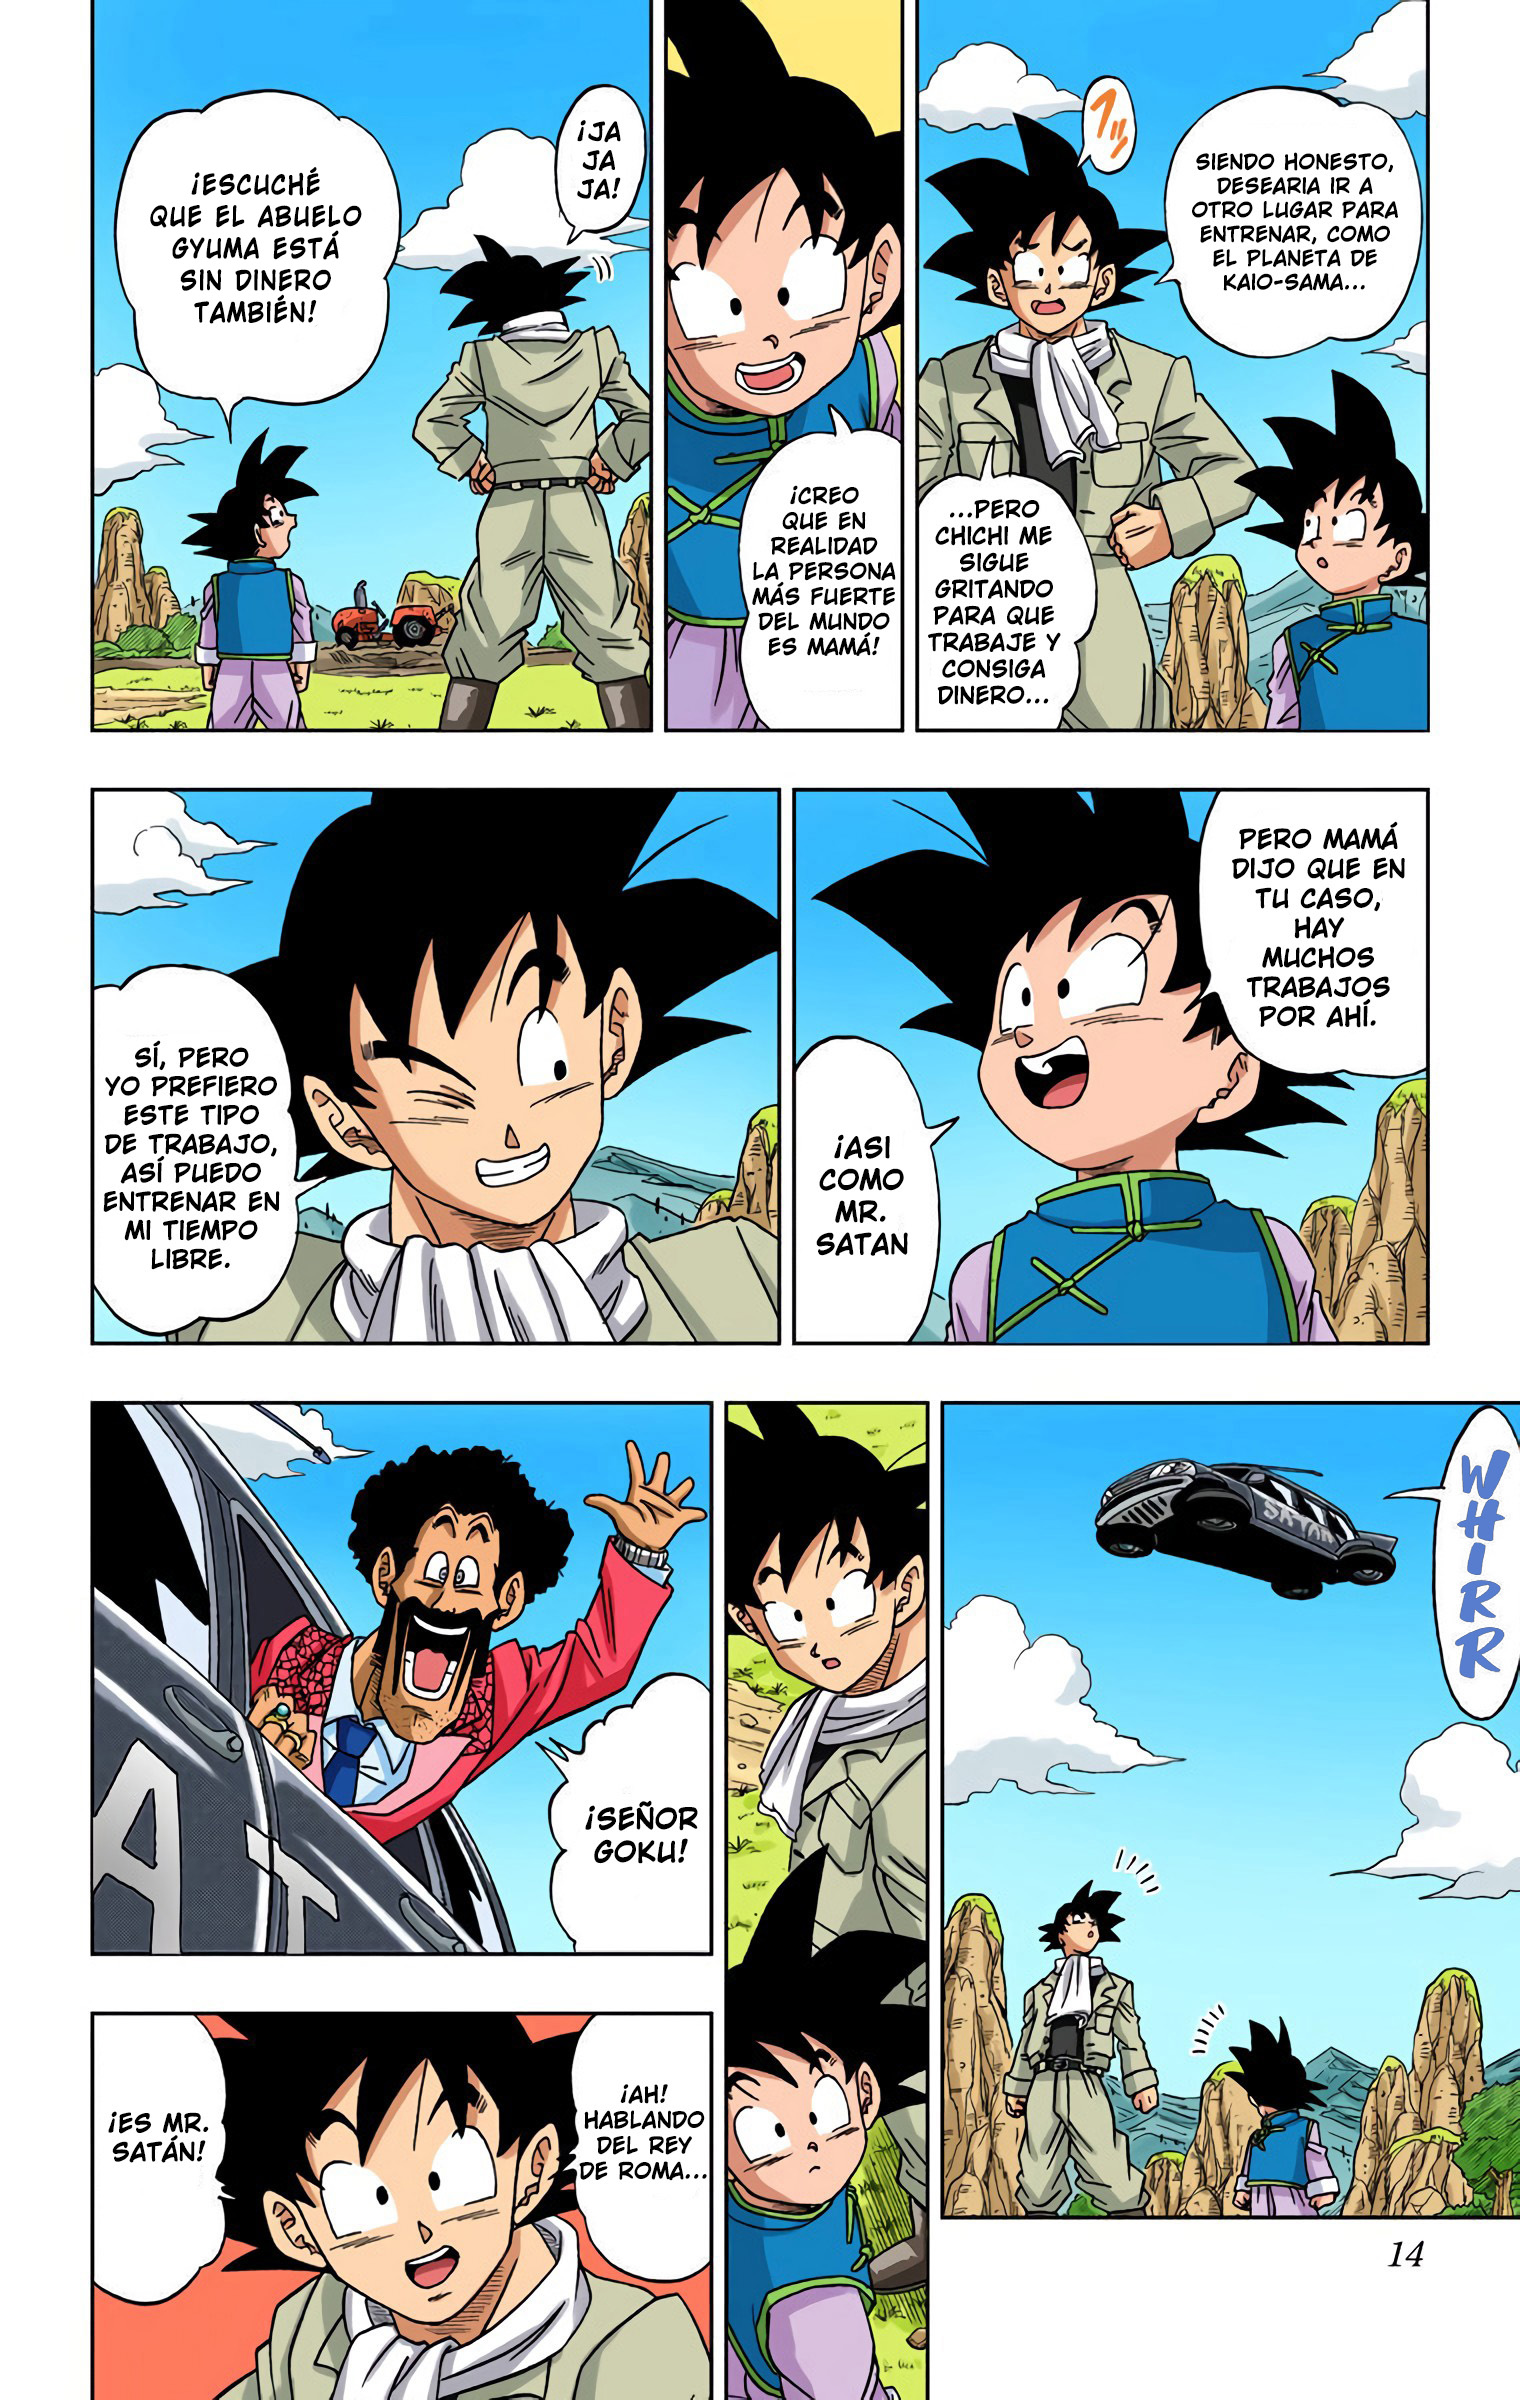 SIENDO HONESTO,
DESEARIA IR A
OTRO LUGAR PARA
ENTRENAR, COMO
EL PLANETA DE
KAIO-SAMA...
...PERO
CHICHI ME
SIGUE
GRITANDO
PARA QUE
TRABAJE Y
CONSIGA
DINERO...
¡CREO
QUE EN
REALIDAD
LA PERSONA
MÁS FUERTE
DEL MUNDO
ES MAMÁ!
¡JA
JA
JA!
¡ESCUCHÉ
QUE EL ABUELO
GYUMA ESTÁ
SIN DINERO
TAMBIÉN!
PERO MAMÁ
DIJO QUE EN
TU CASO,
HAY
MUCHOS
TRABAJOS
POR AHÍ.
¡ASI
COMO
MR.
SATAN
SÍ, PERO
YO PREFIERO
ESTE TIPO
DE TRABAJO,
ASÍ PUEDO
ENTRENAR EN
MI TIEMPO
LIBRE.
WHIRR
SATAN
¡SEÑOR
GOKU!
AT
¡AH!
HABLANDO
DEL REY
DE ROMA...
¡ES MR.
SATÁN!
14